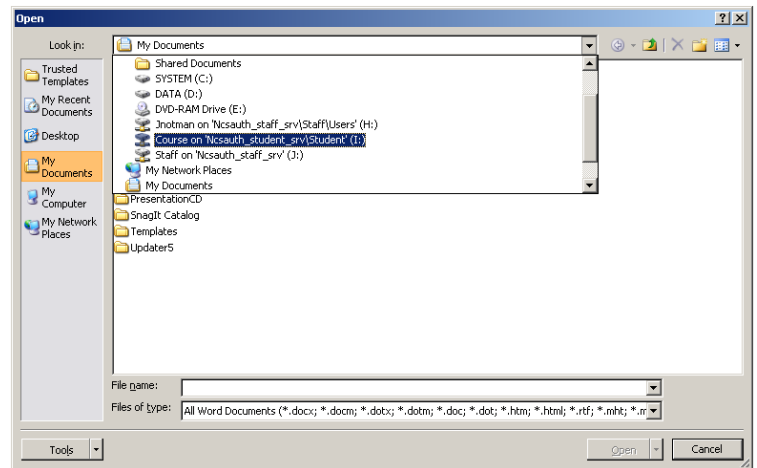 Open
Look in:
My Documents
Trusted
Templates
My Recent
Documents
Desktop
My
Documents
My
Computer
My Network
Places
Shared Documents
SYSTEM (C:)
DATA (D:)
DVD-RAM Drive (E:)
Jnotman on 'Ncsauth_staff_srv\Staff\Users' (H:)
Course on 'Ncsauth_student_srv\Student' (I:)
Staff on 'Ncsauth_staff_srv' (J:)
My Network Places
My Documents
PresentationCD
SnagIt Catalog
Templates
Updater5
File name:
Files of type: All Word Documents (*.docx; *.docm; *.dotx; *.dotm; *.doc; *.dot; *.htm; *.html; *.rtf; *.mht; *.m
Tools
Open
Cancel